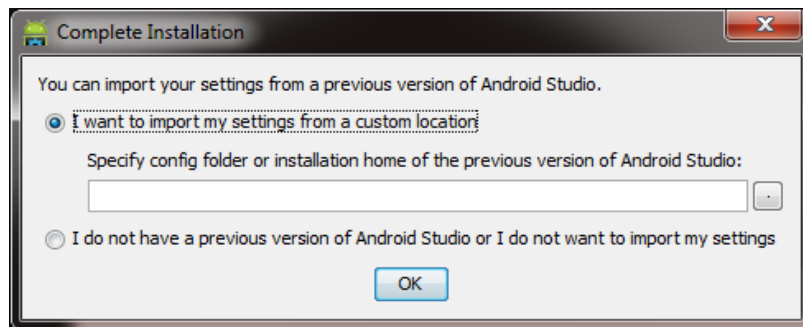 Complete Installation
You can import your settings from a previous version of Android Studio.
I want to import my settings from a custom location
Specify config folder or installation home of the previous version of Android Studio:
.
I do not have a previous version of Android Studio or I do not want to import my settings
OK